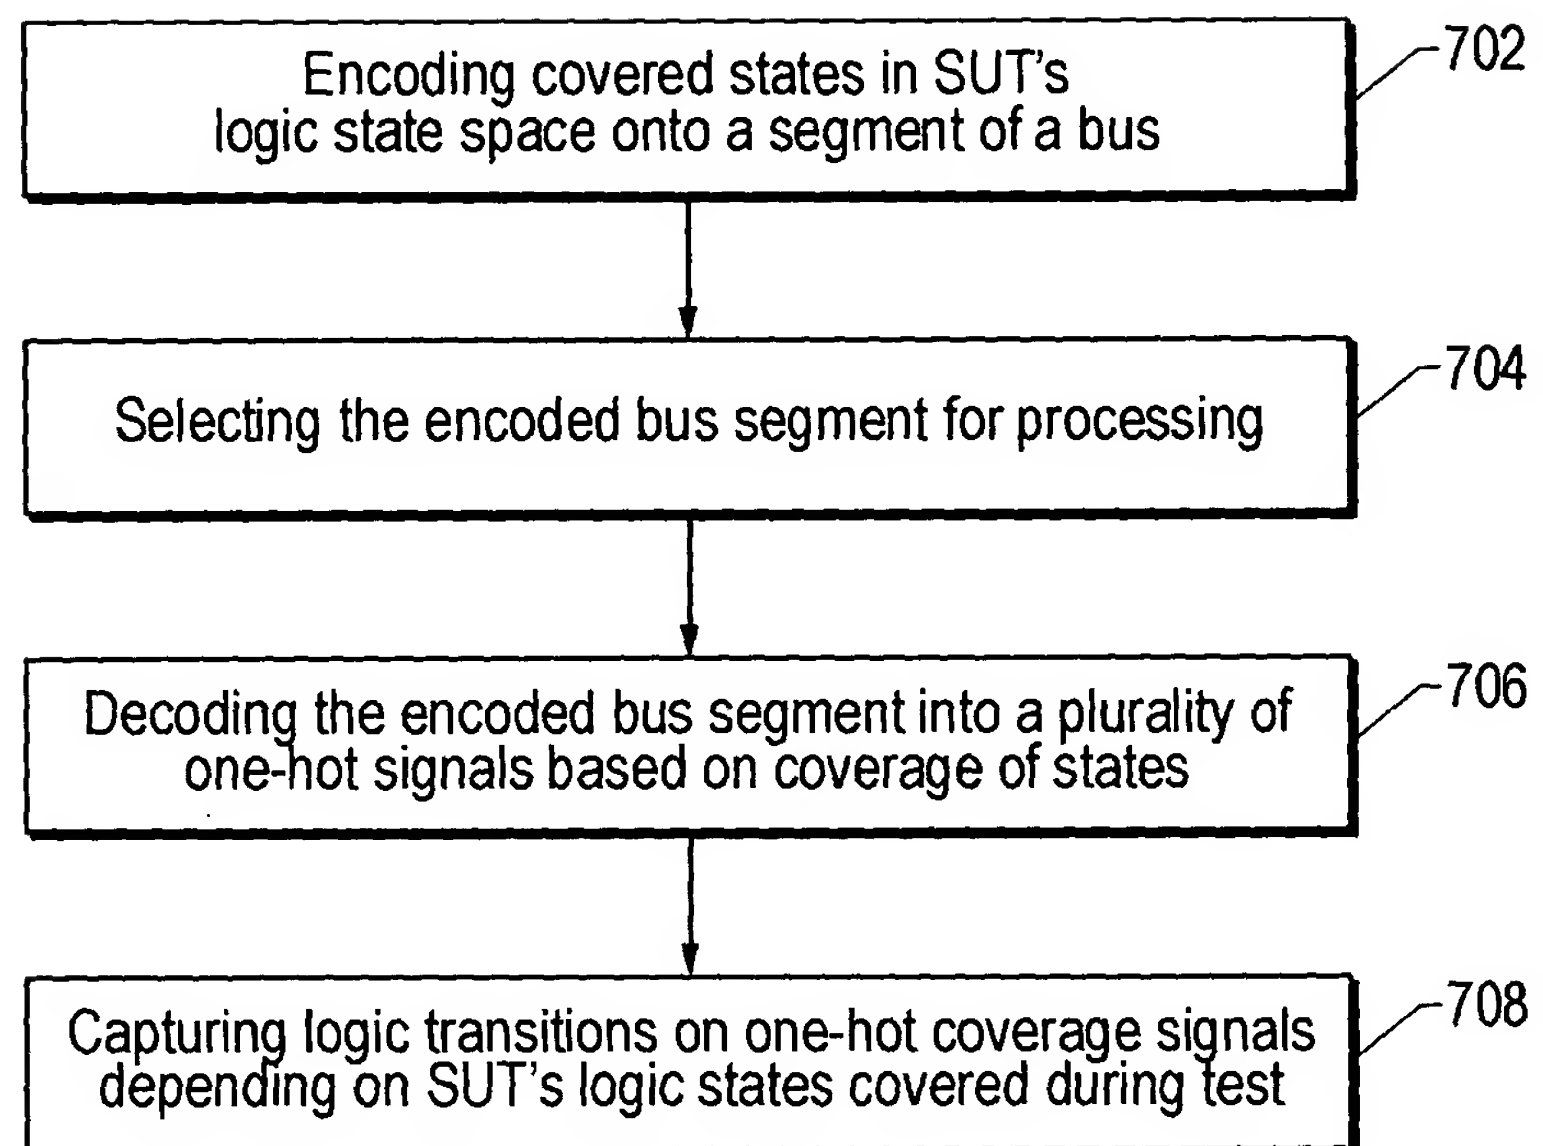 Encoding covered states in SUT's
logic state space onto a segment of a bus
702
Selecting the encoded bus segment for processing
704
Decoding the encoded bus segment into a plurality of
one-hot signals based on coverage of states
706
Capturing logic transitions on one-hot coverage signals
depending on SUT's logic states covered during test
708